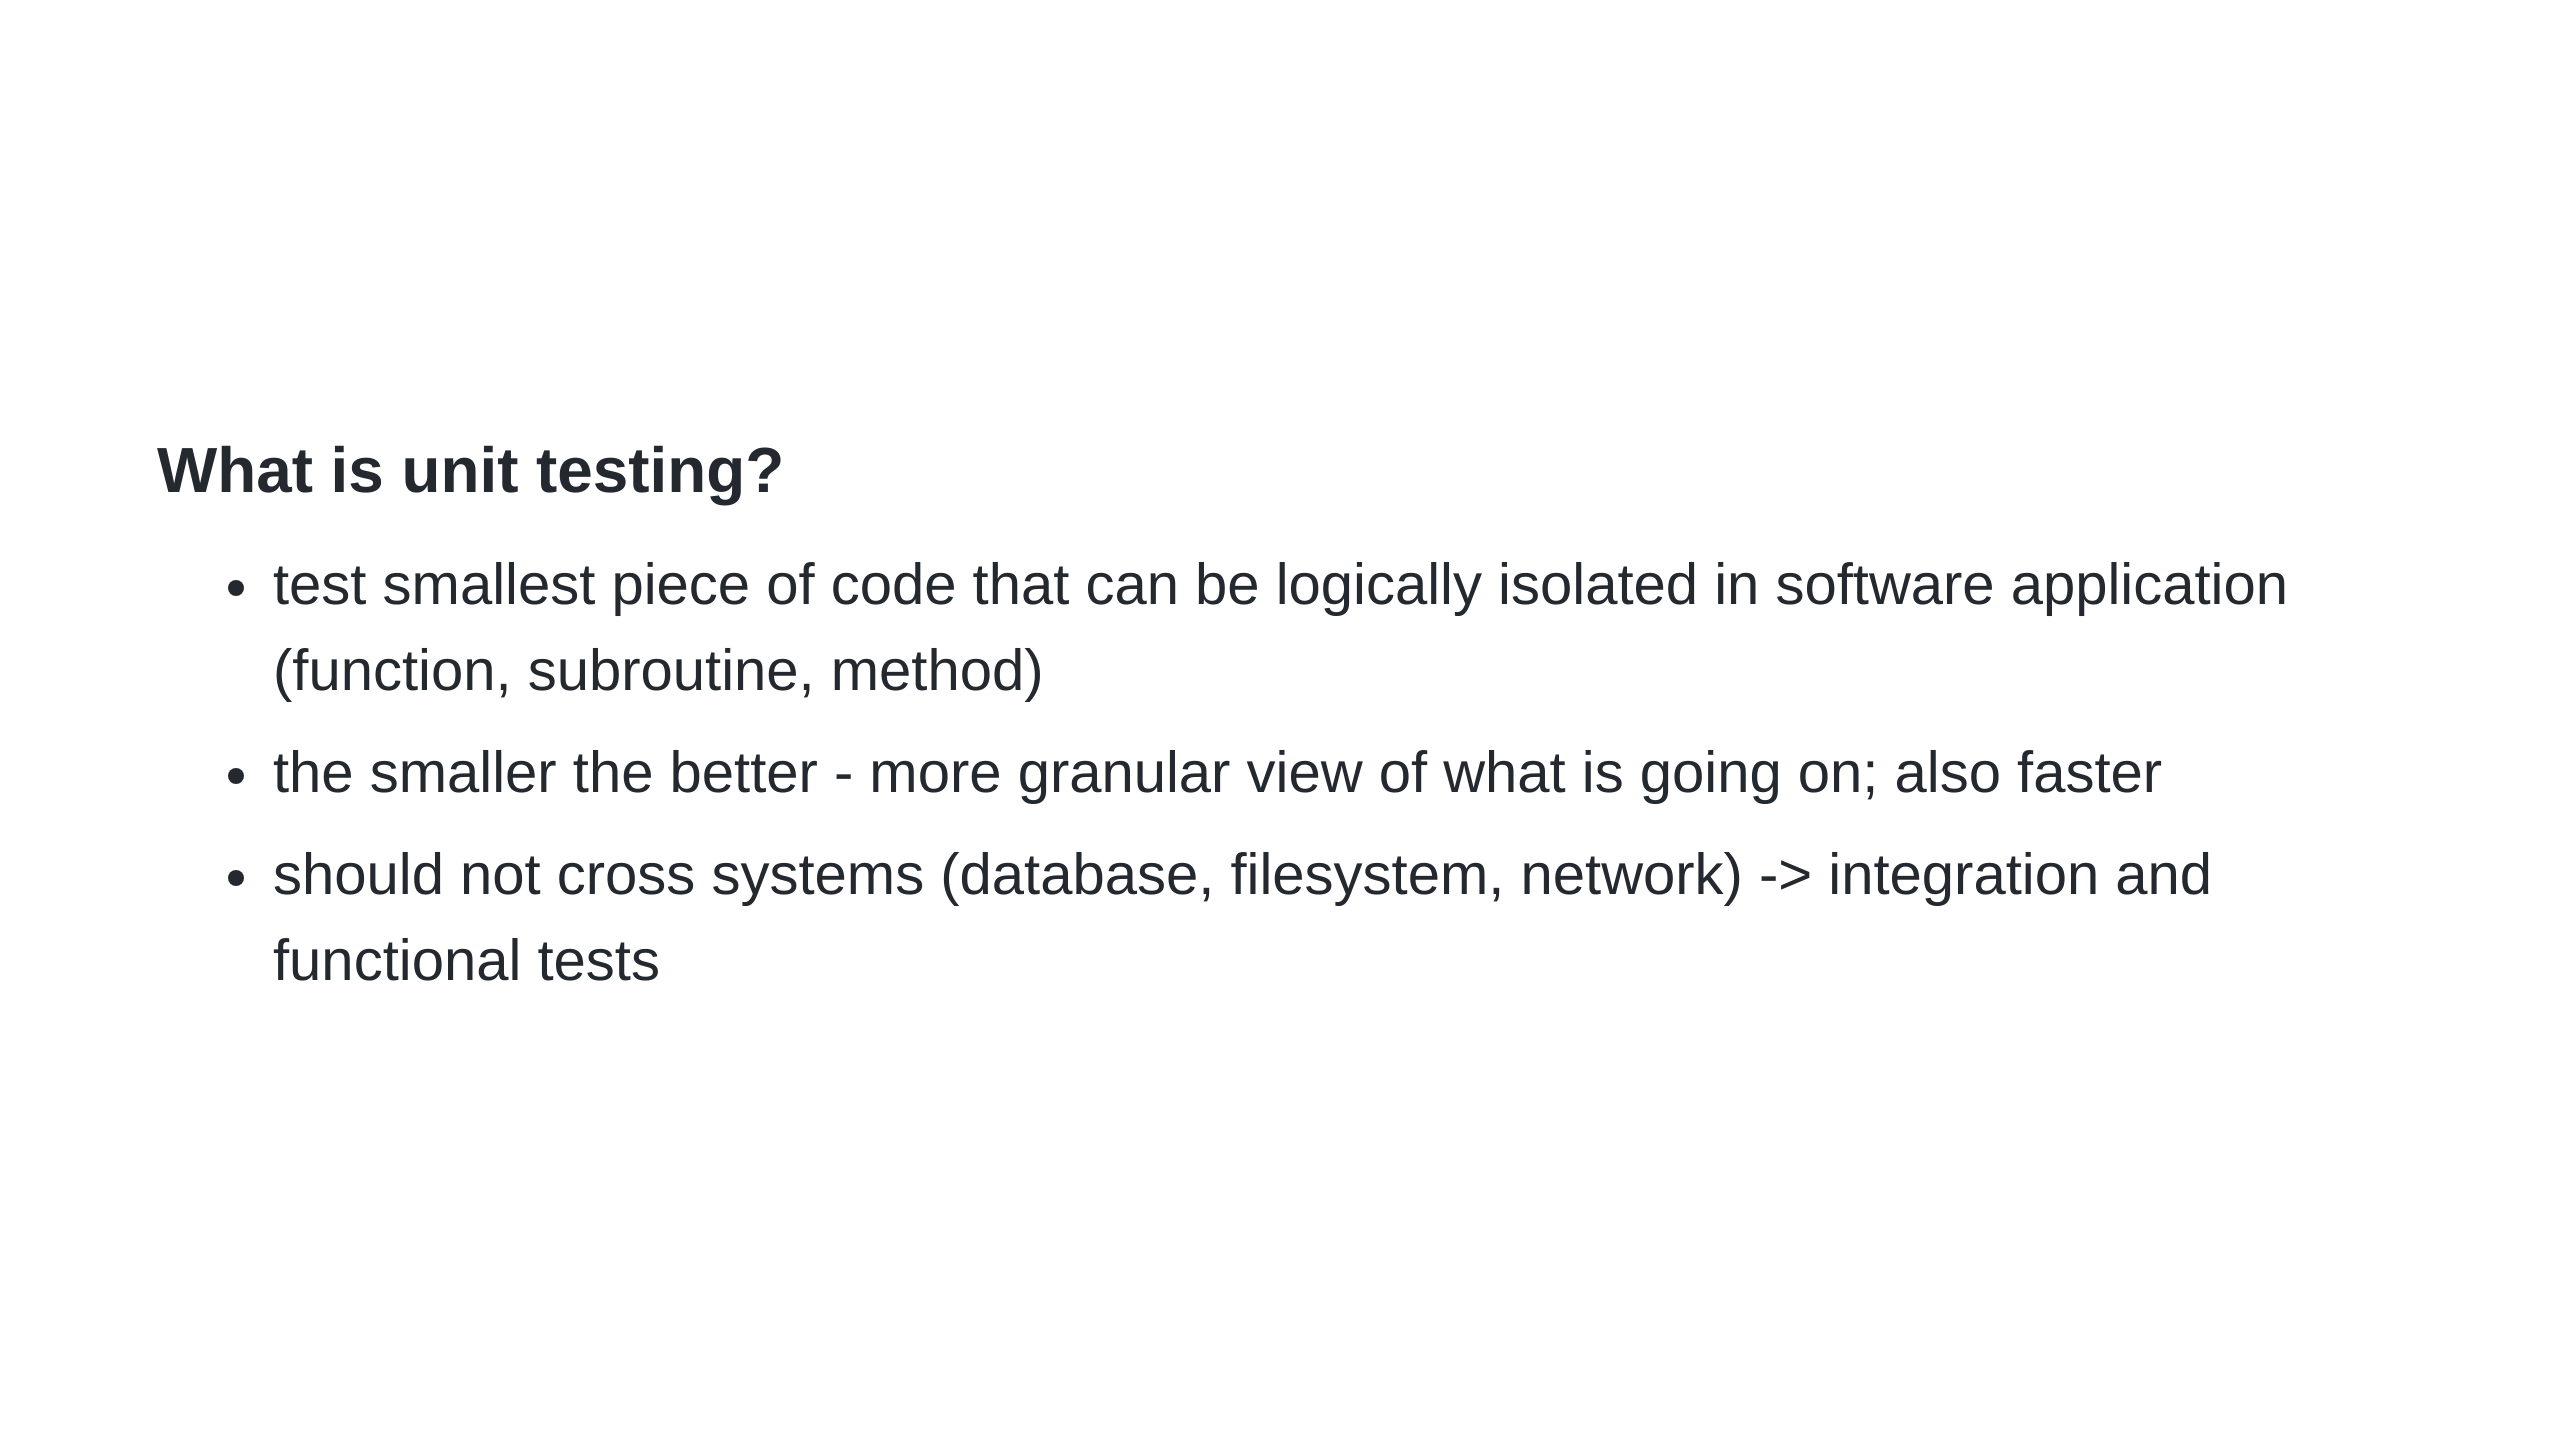 What is unit testing?
• test smallest piece of code that can be logically isolated in software application
(function, subroutine, method)
• the smaller the better - more granular view of what is going on; also faster
• should not cross systems (database, filesystem, network) -> integration and
functional tests